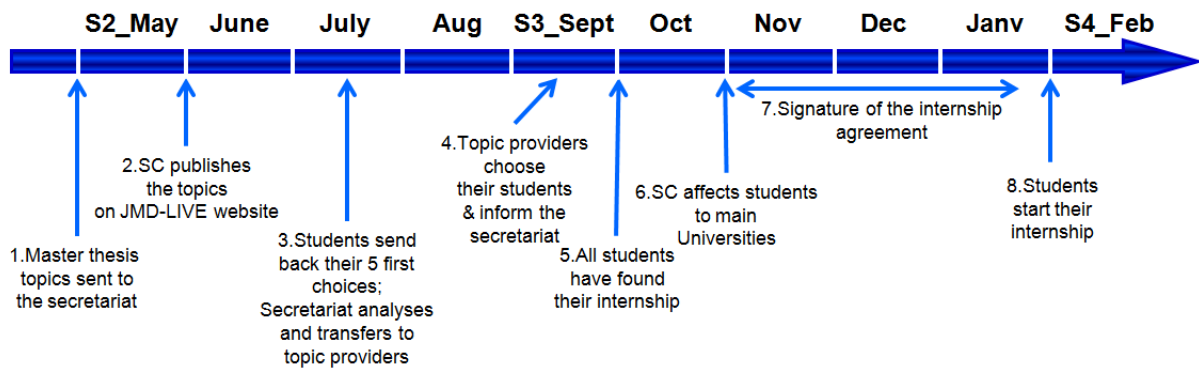 S2_May June July Aug S3_Sept Oct Nov Dec Janv S4_Feb
1.Master thesis
topics sent to
the secretariat
2.SC publishes
the topics
on JMD-LIVE website
3.Students send
back their 5 first
choices;
Secretariat analyses
and transfers to
topic providers
4.Topic providers
choose
their students
& inform the
secretariat
5.All students
have found
their internship
6.SC affects students
to main
Universities
7.Signature of the internship
agreement
8.Students
start their
internship